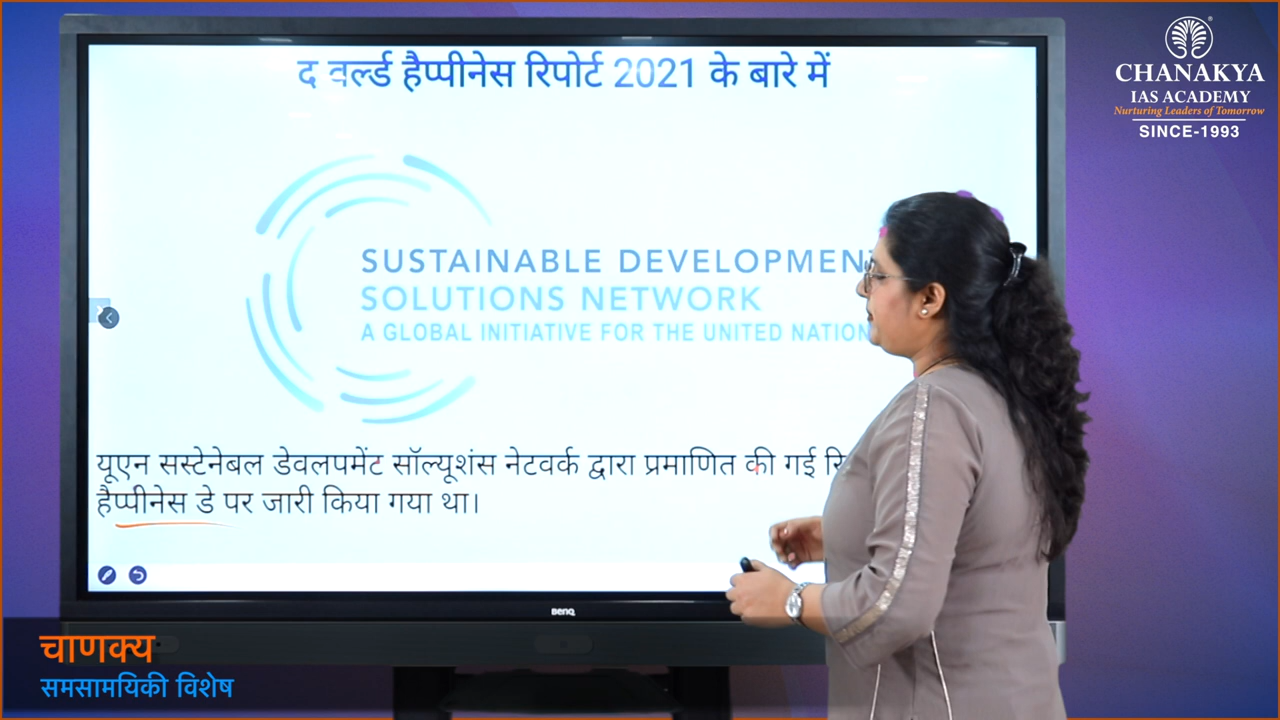 द वर्ल्ड हैप्पीनेस रिपोर्ट 2021 के बारे में
CHANAKYA
IAS ACADEMY
Nurturing Leaders of Tomorrow
SINCE-1993
SUSTAINABLE DEVELOPMEN
SOLUTIONS NETWORK
A GLOBAL INITIATIVE FOR THE UNITED NATION
यूएन सस्टेनेबल डेवलपमेंट सॉल्यूशंस नेटवर्क द्वारा प्रमाणित की गई
हैप्पीनेस डे पर जारी किया गया था।
BenQ
चाणक्य
समसामयिकी विशेष